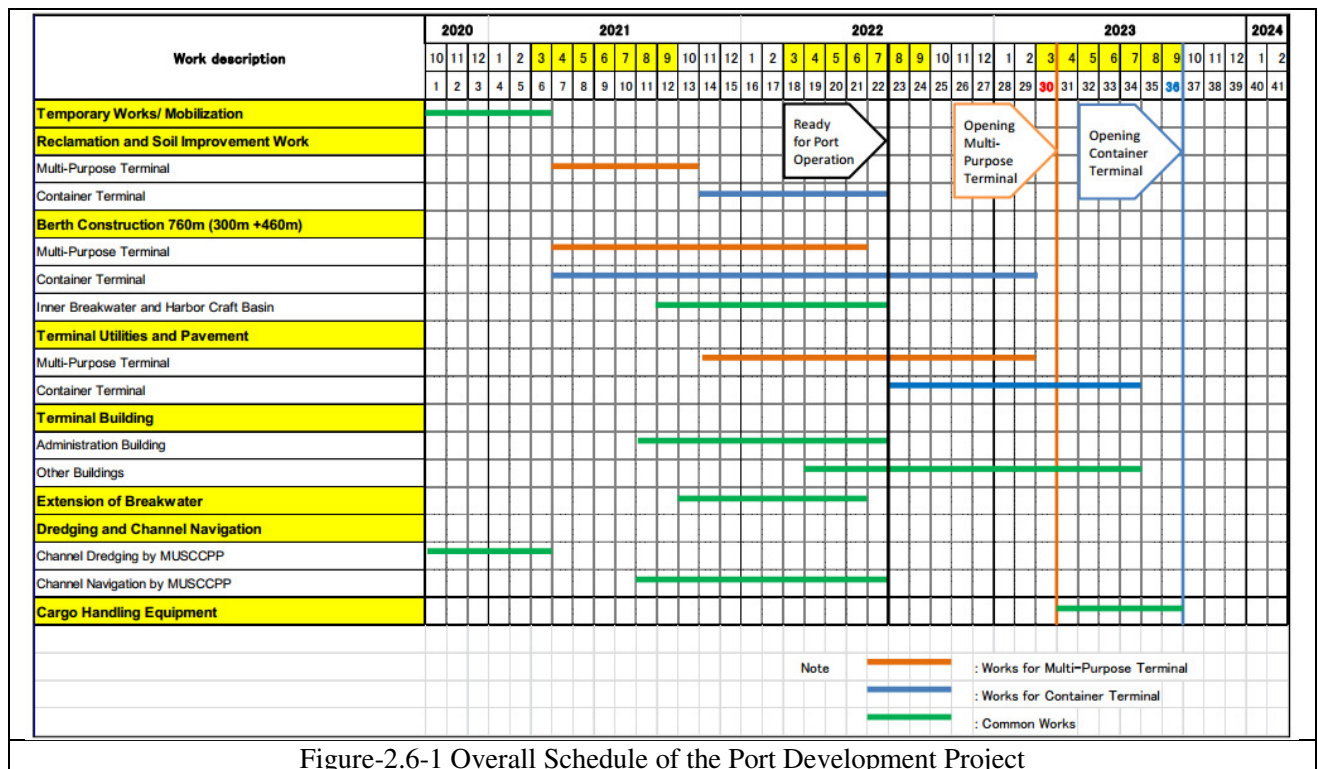 Work description
2020 2021 2022 2023 2024
10 11 12 1 2 3 4 5 6 7 8 9 10 11 12 1 2 3 4 5 6 7 8 9 10 11 12 1 2 3 4 5 6 7 8 9 10 11 12 1 2
1 2 3 4 5 6 7 8 9 10 11 12 13 14 15 16 17 18 19 20 21 22 23 24 25 26 27 28 29 30 31 32 33 34 35 36 37 38 39 40 41
Temporary Works/ Mobilization
Ready
for Port
Operation
Opening
Multi-
Purpose
Terminal
Opening
Container
Terminal
Reclamation and Soil Improvement Work
Multi-Purpose Terminal
Container Terminal
Berth Construction 760m (300m +460m)
Multi-Purpose Terminal
Container Terminal
Inner Breakwater and Harbor Craft Basin
Terminal Utilities and Pavement
Multi-Purpose Terminal
Container Terminal
Terminal Building
Administration Building
Other Buildings
Extension of Breakwater
Dredging and Channel Navigation
Channel Dredging by MUSCCPP
Channel Navigation by MUSCCPP
Cargo Handling Equipment
Note : Works for Multi-Purpose Terminal
: Works for Container Terminal
: Common Works
Figure-2.6-1 Overall Schedule of the Port Development Project